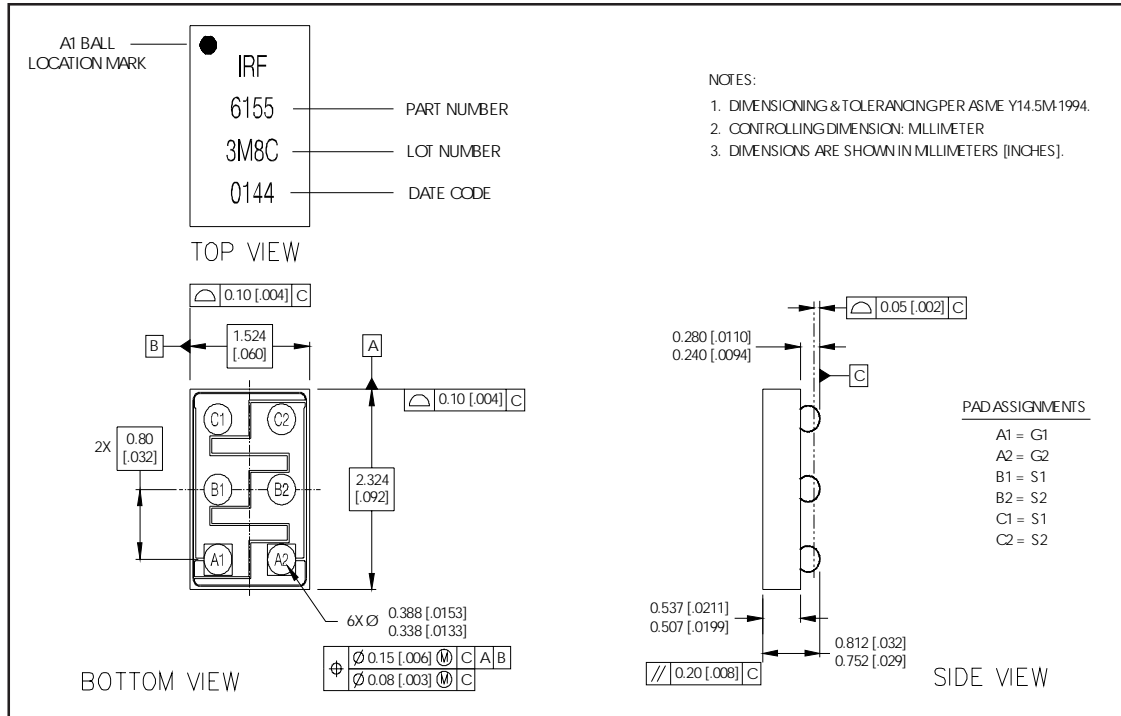 A1 BALL
LOCATION MARK
IRF
6155
PART NUMBER
3M8C
LOT NUMBER
0144
DATE CODE
TOP VIEW
NOTES:
1. DIMENSIONING & TOLERANCING PER ASME Y14.5M-1994.
2. CONTROLLING DIMENSION: MILLIMETER
3. DIMENSIONS ARE SHOWN IN MILLIMETERS [INCHES].
0.10 [.004] C
B
1.524
[.060]
A
0.10 [.004] C
C1 C2
2X
0.80
[.032]
B1 B2
2.324
[.092]
A1 A2
6X Ø
0.388 [.0153]
0.338 [.0133]
Ø 0.15 [.006] Ⓜ C A B
Ø 0.08 [.003] Ⓜ C
BOTTOM VIEW
0.05 [.002] C
0.280 [.0110]
0.240 [.0094]
C
0.537 [.0211]
0.507 [.0199]
0.812 [.032]
0.752 [.029]
// 0.20 [.008] C
SIDE VIEW
PAD ASSIGNMENTS
A1 = G1
A2 = G2
B1 = S1
B2 = S2
C1 = S1
C2 = S2